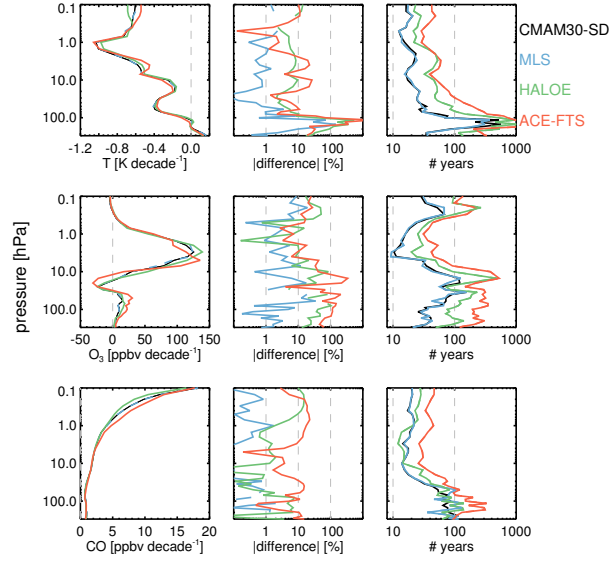 0.1
1.0
10.0
100.0
-1.2 -0.8 -0.4 0.0
T [K decade⁻¹]
1 10 100
|difference| [%]
10 100 1000
# years
CMAM30-SD
MLS
HALOE
ACE-FTS
pressure [hPa]
0.1
1.0
10.0
100.0
-50 0 50 100 150
O₃ [ppbv decade⁻¹]
1 10 100
|difference| [%]
10 100 1000
# years
0.1
1.0
10.0
100.0
0 5 10 15 20
CO [ppbv decade⁻¹]
1 10 100
|difference| [%]
10 100 1000
# years